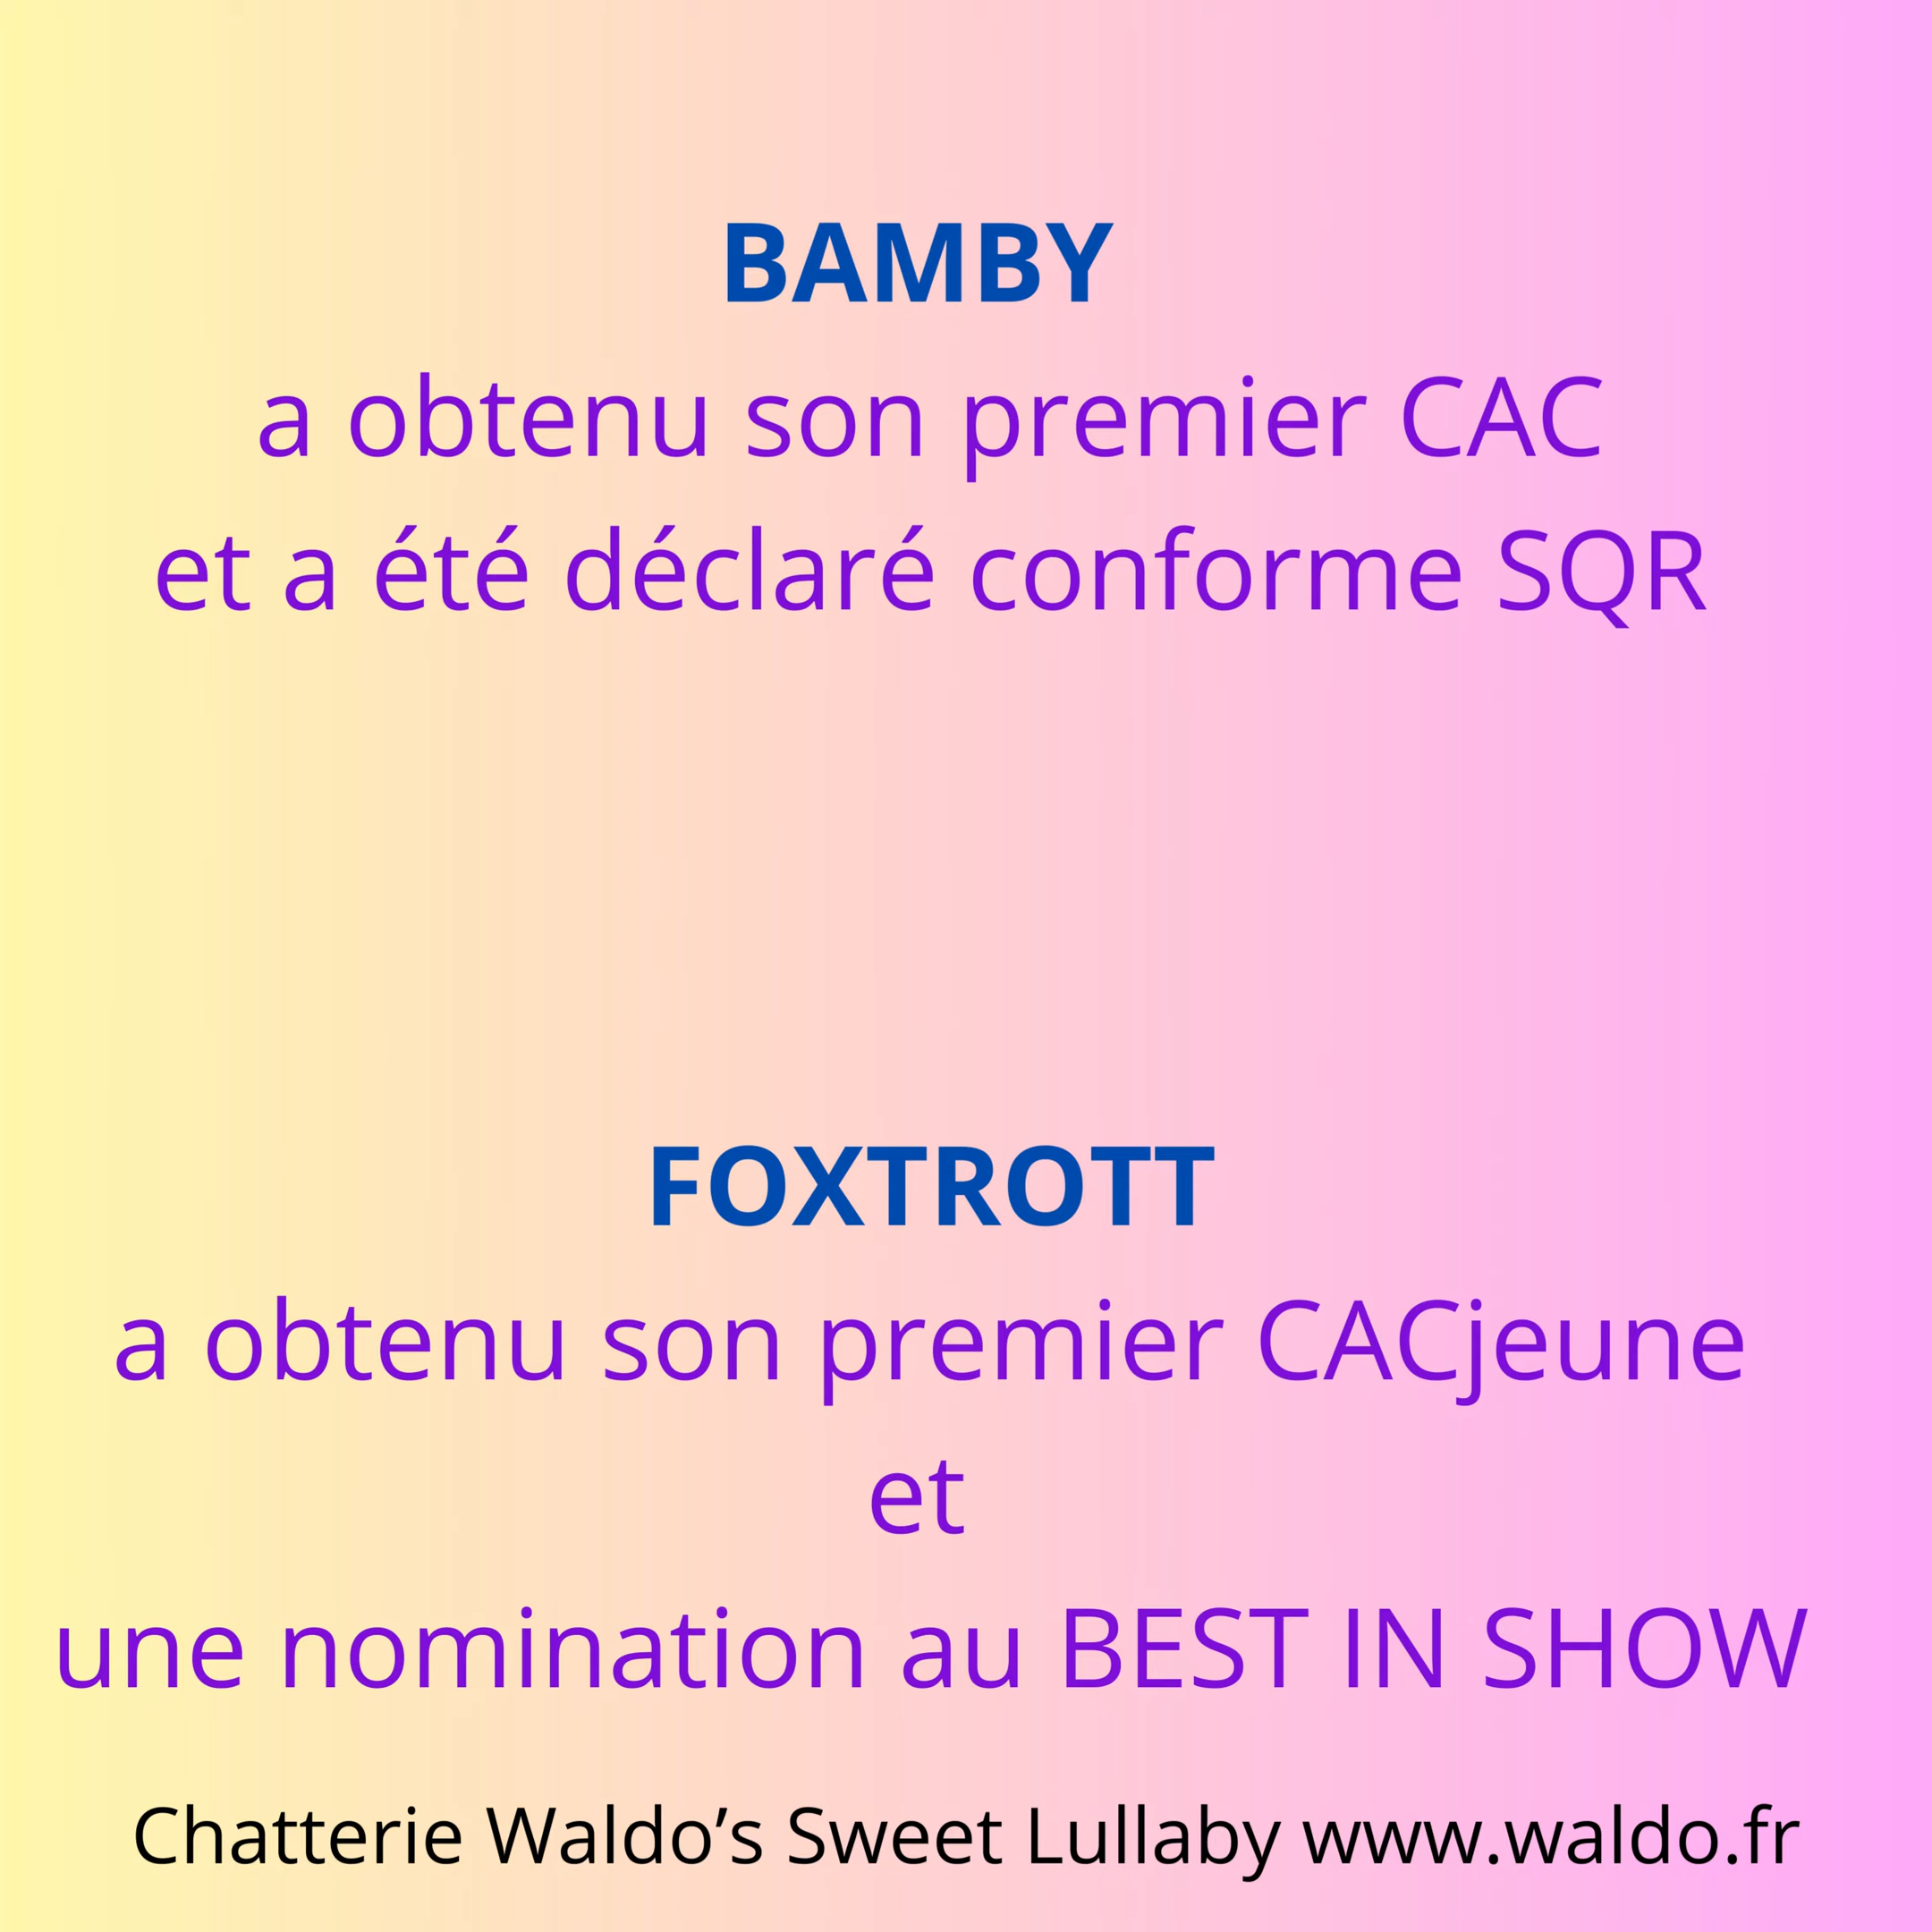 BAMBY
a obtenu son premier CAC
et a été déclaré conforme SQR
FOXTROTT
a obtenu son premier CACjeune
et
une nomination au BEST IN SHOW
Chatterie Waldo’s Sweet Lullaby www.waldo.fr